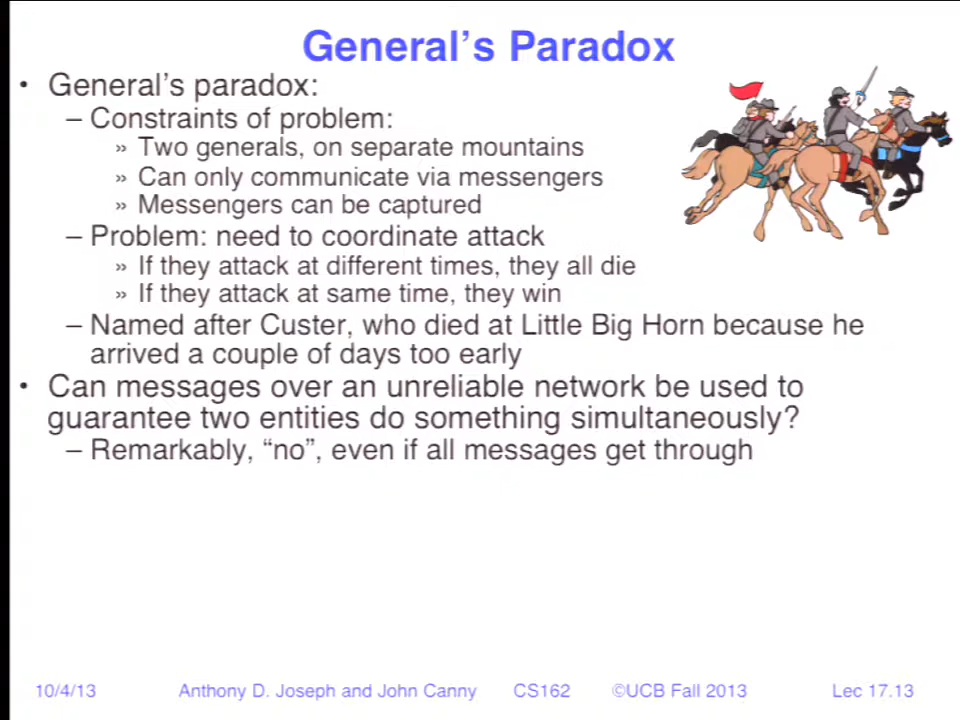 General's Paradox
• General's paradox:
– Constraints of problem:
» Two generals, on separate mountains
» Can only communicate via messengers
» Messengers can be captured
– Problem: need to coordinate attack
» If they attack at different times, they all die
» If they attack at same time, they win
– Named after Custer, who died at Little Big Horn because he
arrived a couple of days too early
• Can messages over an unreliable network be used to
guarantee two entities do something simultaneously?
– Remarkably, “no”, even if all messages get through
10/4/13 Anthony D. Joseph and John Canny CS162 ©UCB Fall 2013 Lec 17.13